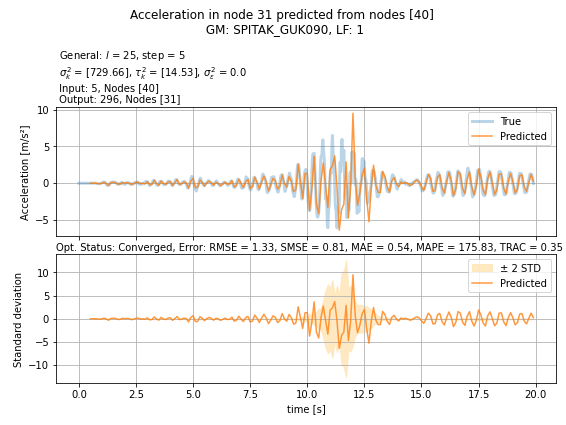 Acceleration in node 31 predicted from nodes [40]
GM: SPITAK_GUK090, LF: 1
General: l = 25, step = 5
σ²ₖ = [729.66], τ²ₖ = [14.53], σ²ε = 0.0
Input: 5, Nodes [40]
Output: 296, Nodes [31]
10
5
0
−5
Acceleration [m/s²]
True
Predicted
Opt. Status: Converged, Error: RMSE = 1.33, SMSE = 0.81, MAE = 0.54, MAPE = 175.83, TRAC = 0.35
10
5
0
−5
−10
Standard deviation
± 2 STD
Predicted
0.0 2.5 5.0 7.5 10.0 12.5 15.0 17.5 20.0
time [s]